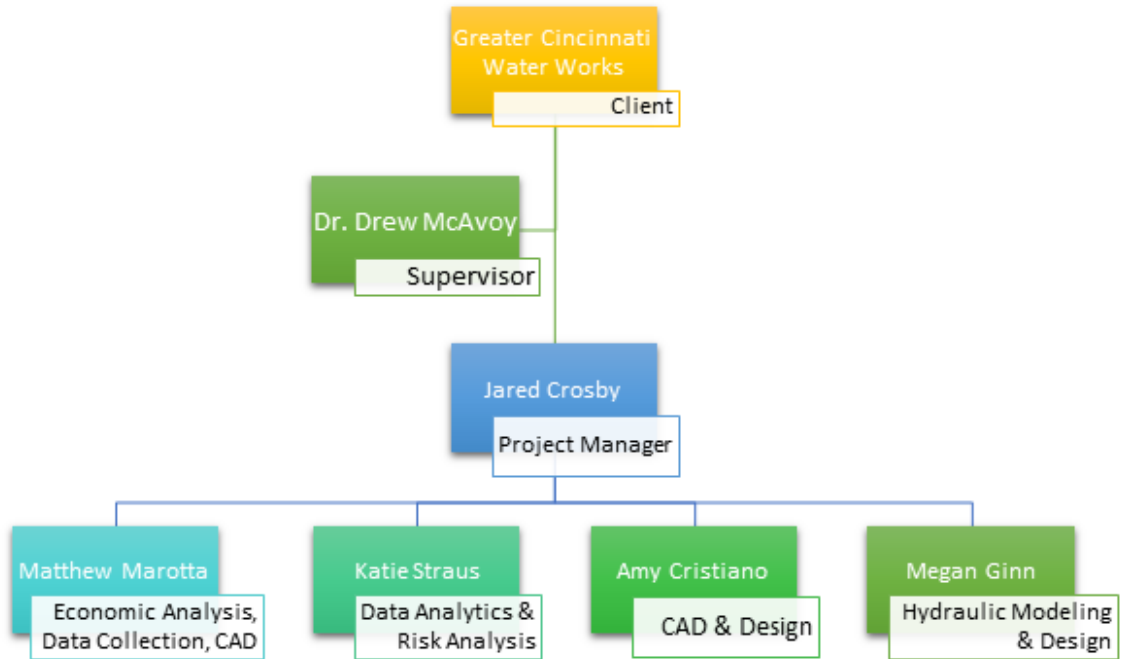 Greater Cincinnati
Water Works
Client
Dr. Drew McAvoy
Supervisor
Jared Crosby
Project Manager
Matthew Marotta
Economic Analysis,
Data Collection, CAD
Katie Straus
Data Analytics &
Risk Analysis
Amy Cristiano
CAD & Design
Megan Ginn
Hydraulic Modeling
& Design